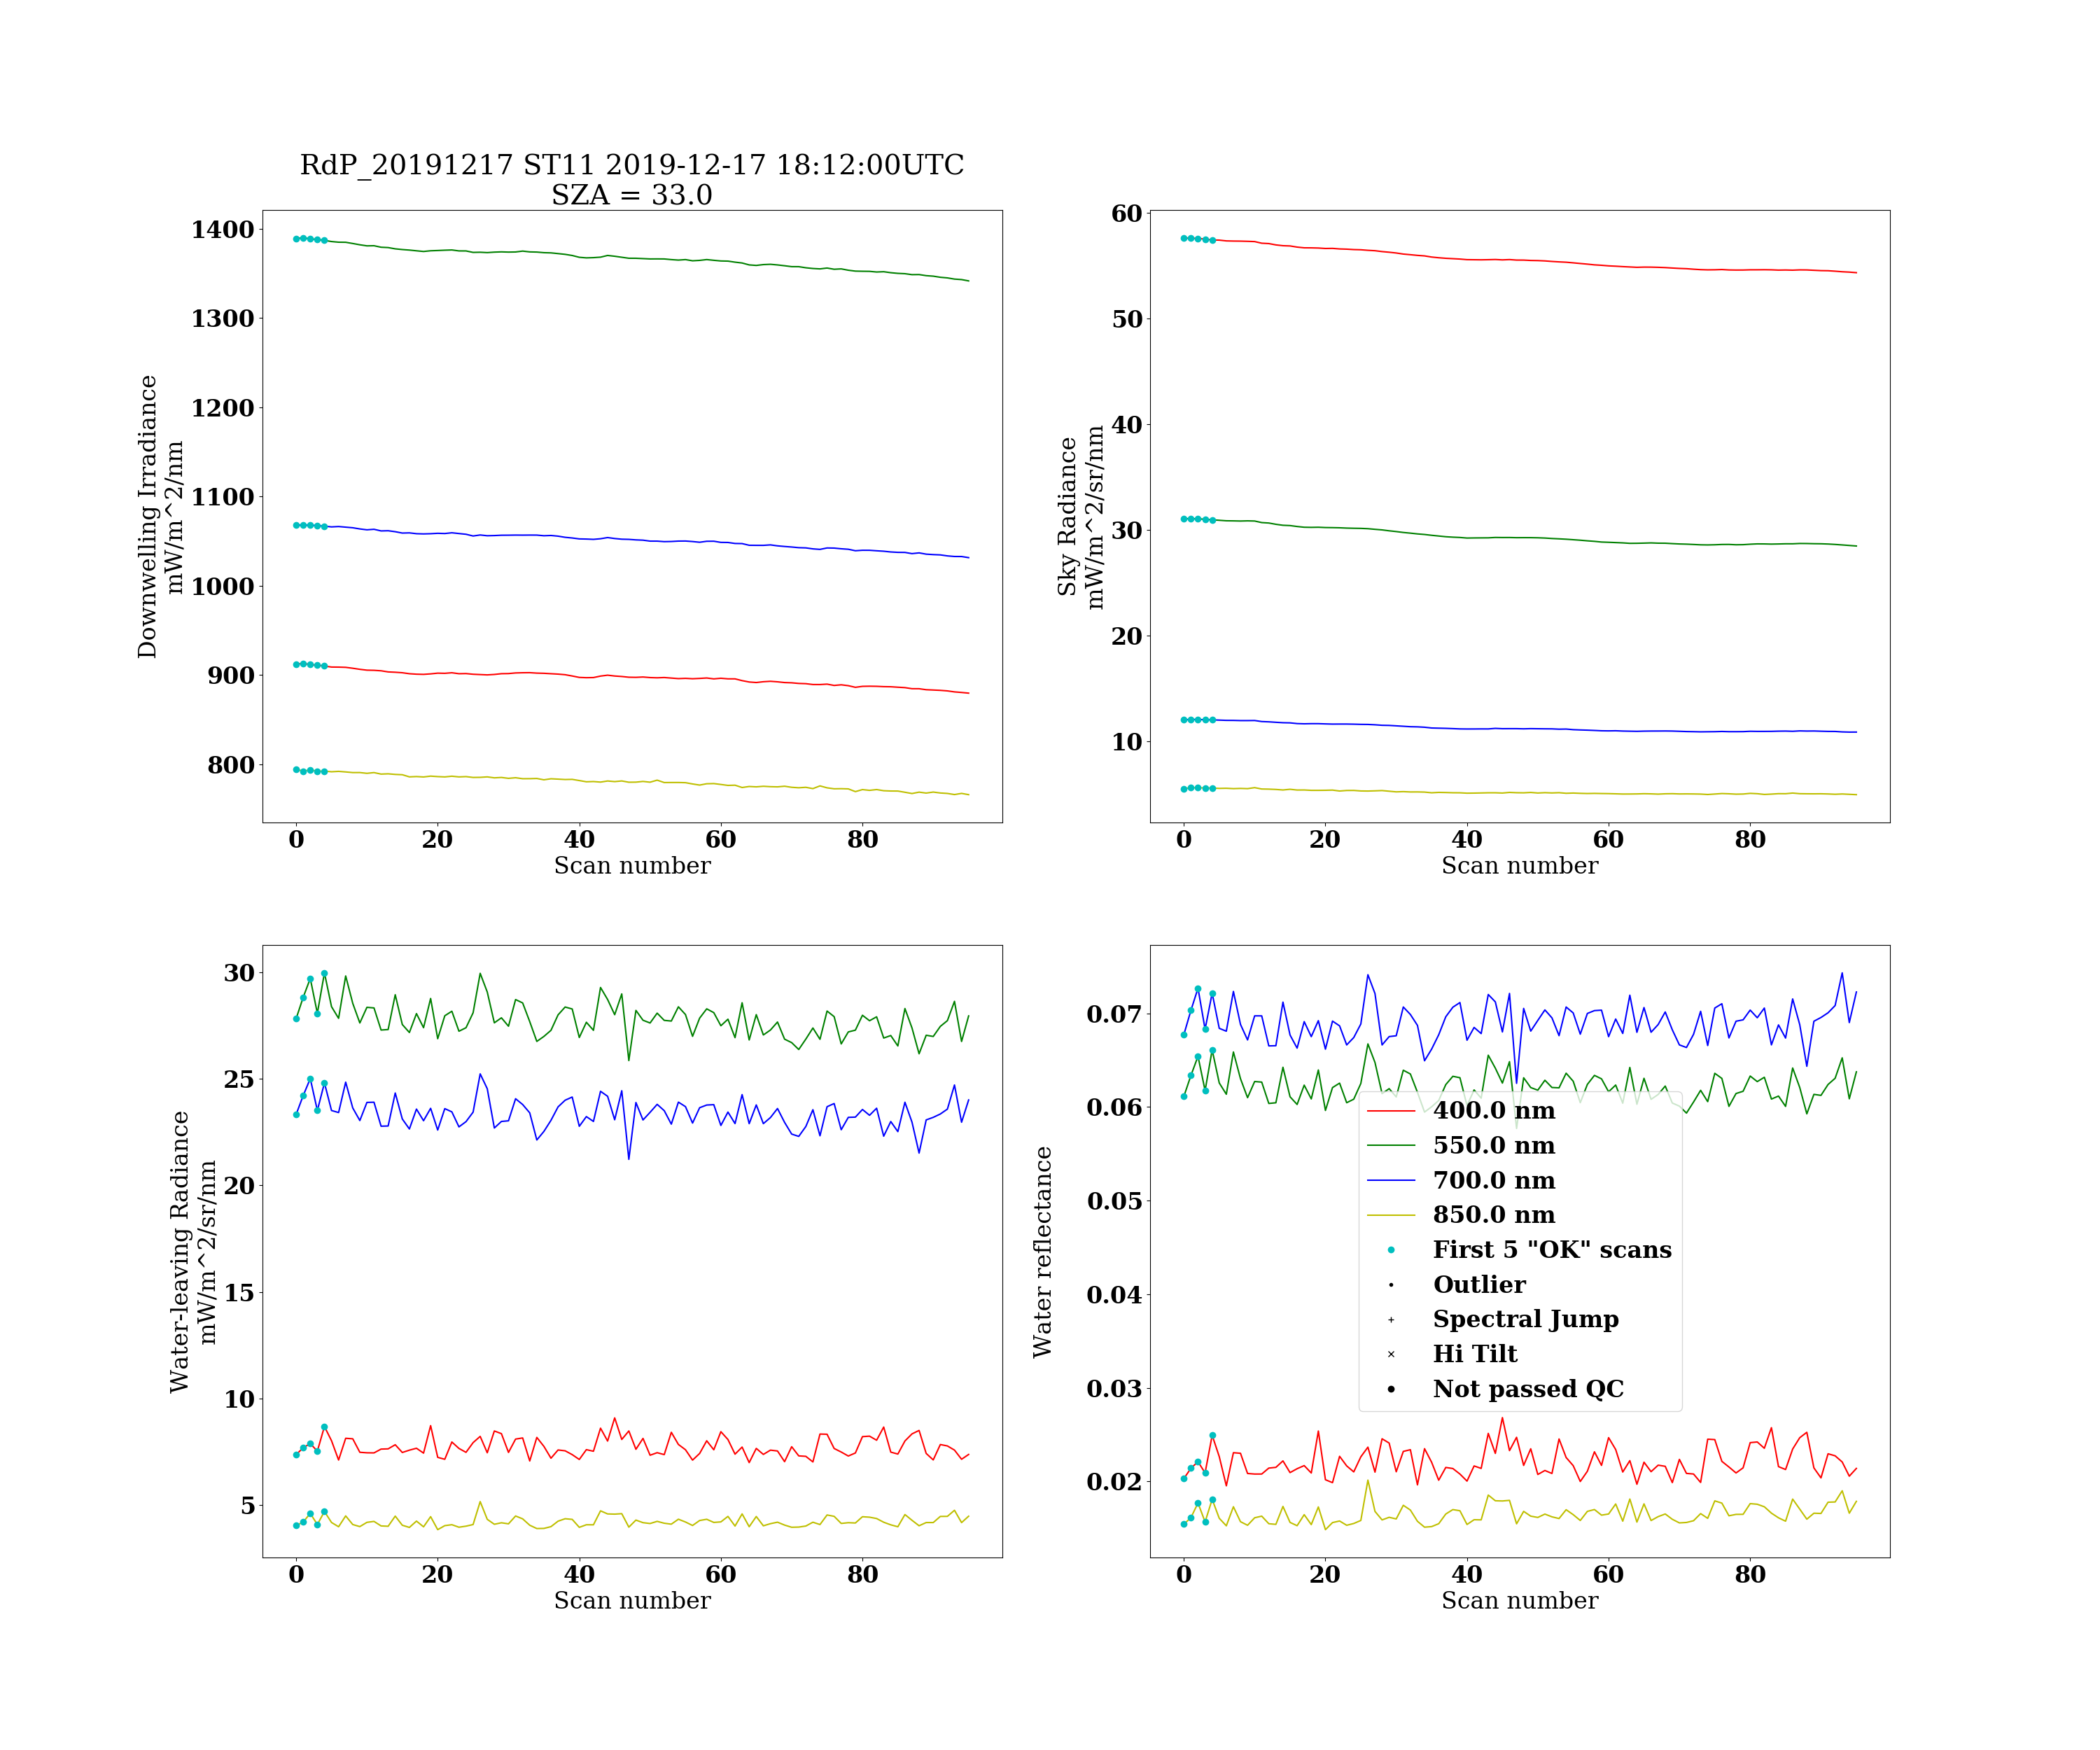 RdP_20191217 ST11 2019-12-17 18:12:00UTC
SZA = 33.0
Downwelling Irradiance
mW/m^2/nm
1400
1300
1200
1100
1000
900
800
0 20 40 60 80
Scan number
Sky Radiance
mW/m^2/sr/nm
60
50
40
30
20
10
0 20 40 60 80
Scan number
Water-leaving Radiance
mW/m^2/sr/nm
30
25
20
15
10
5
0 20 40 60 80
Scan number
Water reflectance
0.07
0.06
0.05
0.04
0.03
0.02
400.0 nm
550.0 nm
700.0 nm
850.0 nm
First 5 "OK" scans
Outlier
Spectral Jump
Hi Tilt
Not passed QC
0 20 40 60 80
Scan number